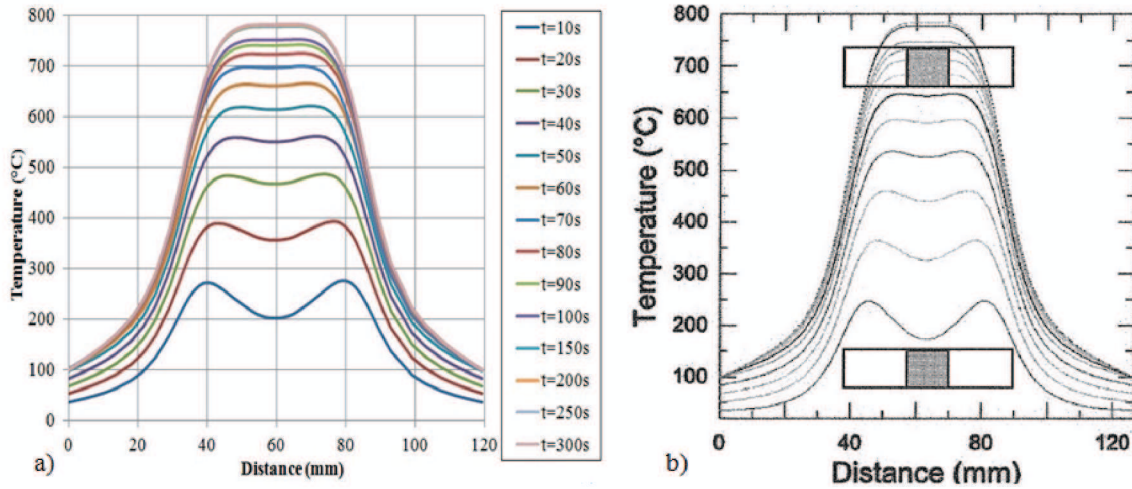 800
700
600
500
400
300
200
100
0
Temperature (°C)
0 20 40 60 80 100 120
Distance (mm)
a)
t=10s
t=20s
t=30s
t=40s
t=50s
t=60s
t=70s
t=80s
t=90s
t=100s
t=150s
t=200s
t=250s
t=300s
800
700
600
500
400
300
200
100
Temperature (°C)
0 40 80 120
Distance (mm)
b)